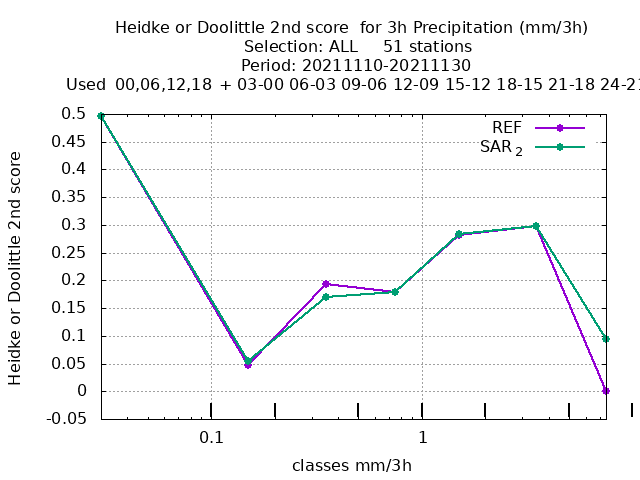 Heidke or Doolittle 2nd score  for 3h Precipitation (mm/3h)
Selection: ALL     51 stations
Period: 20211110-20211130
Used  00,06,12,18  + 03-00 06-03 09-06 12-09  15-12  18-15  21-18  24-21
Heidke or Doolittle 2nd score
0.5
0.45
0.4
0.35
0.3
0.25
0.2
0.15
0.1
0.05
0
-0.05
REF
SAR 2
0.1
1
classes mm/3h